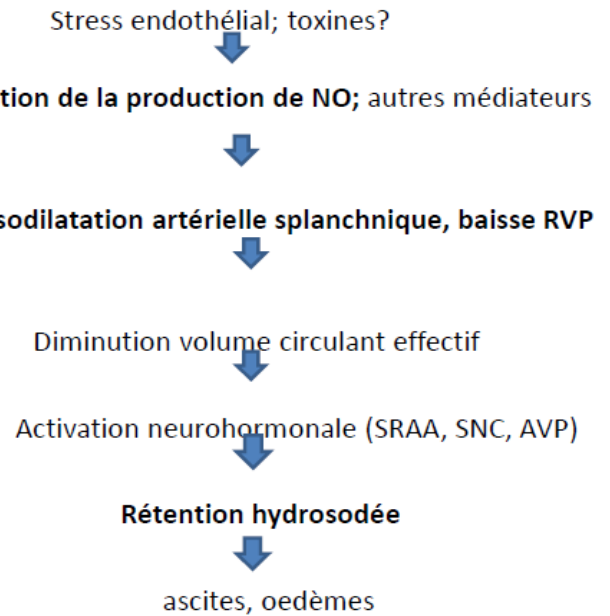 Stress endothélial; toxines?
tion de la production de NO; autres médiateurs
sodilatation artérielle splanchnique, baisse RVP
Diminution volume circulant effectif
Activation neurohormonale (SRAA, SNC, AVP)
Rétention hydrosodée
ascites, oedèmes